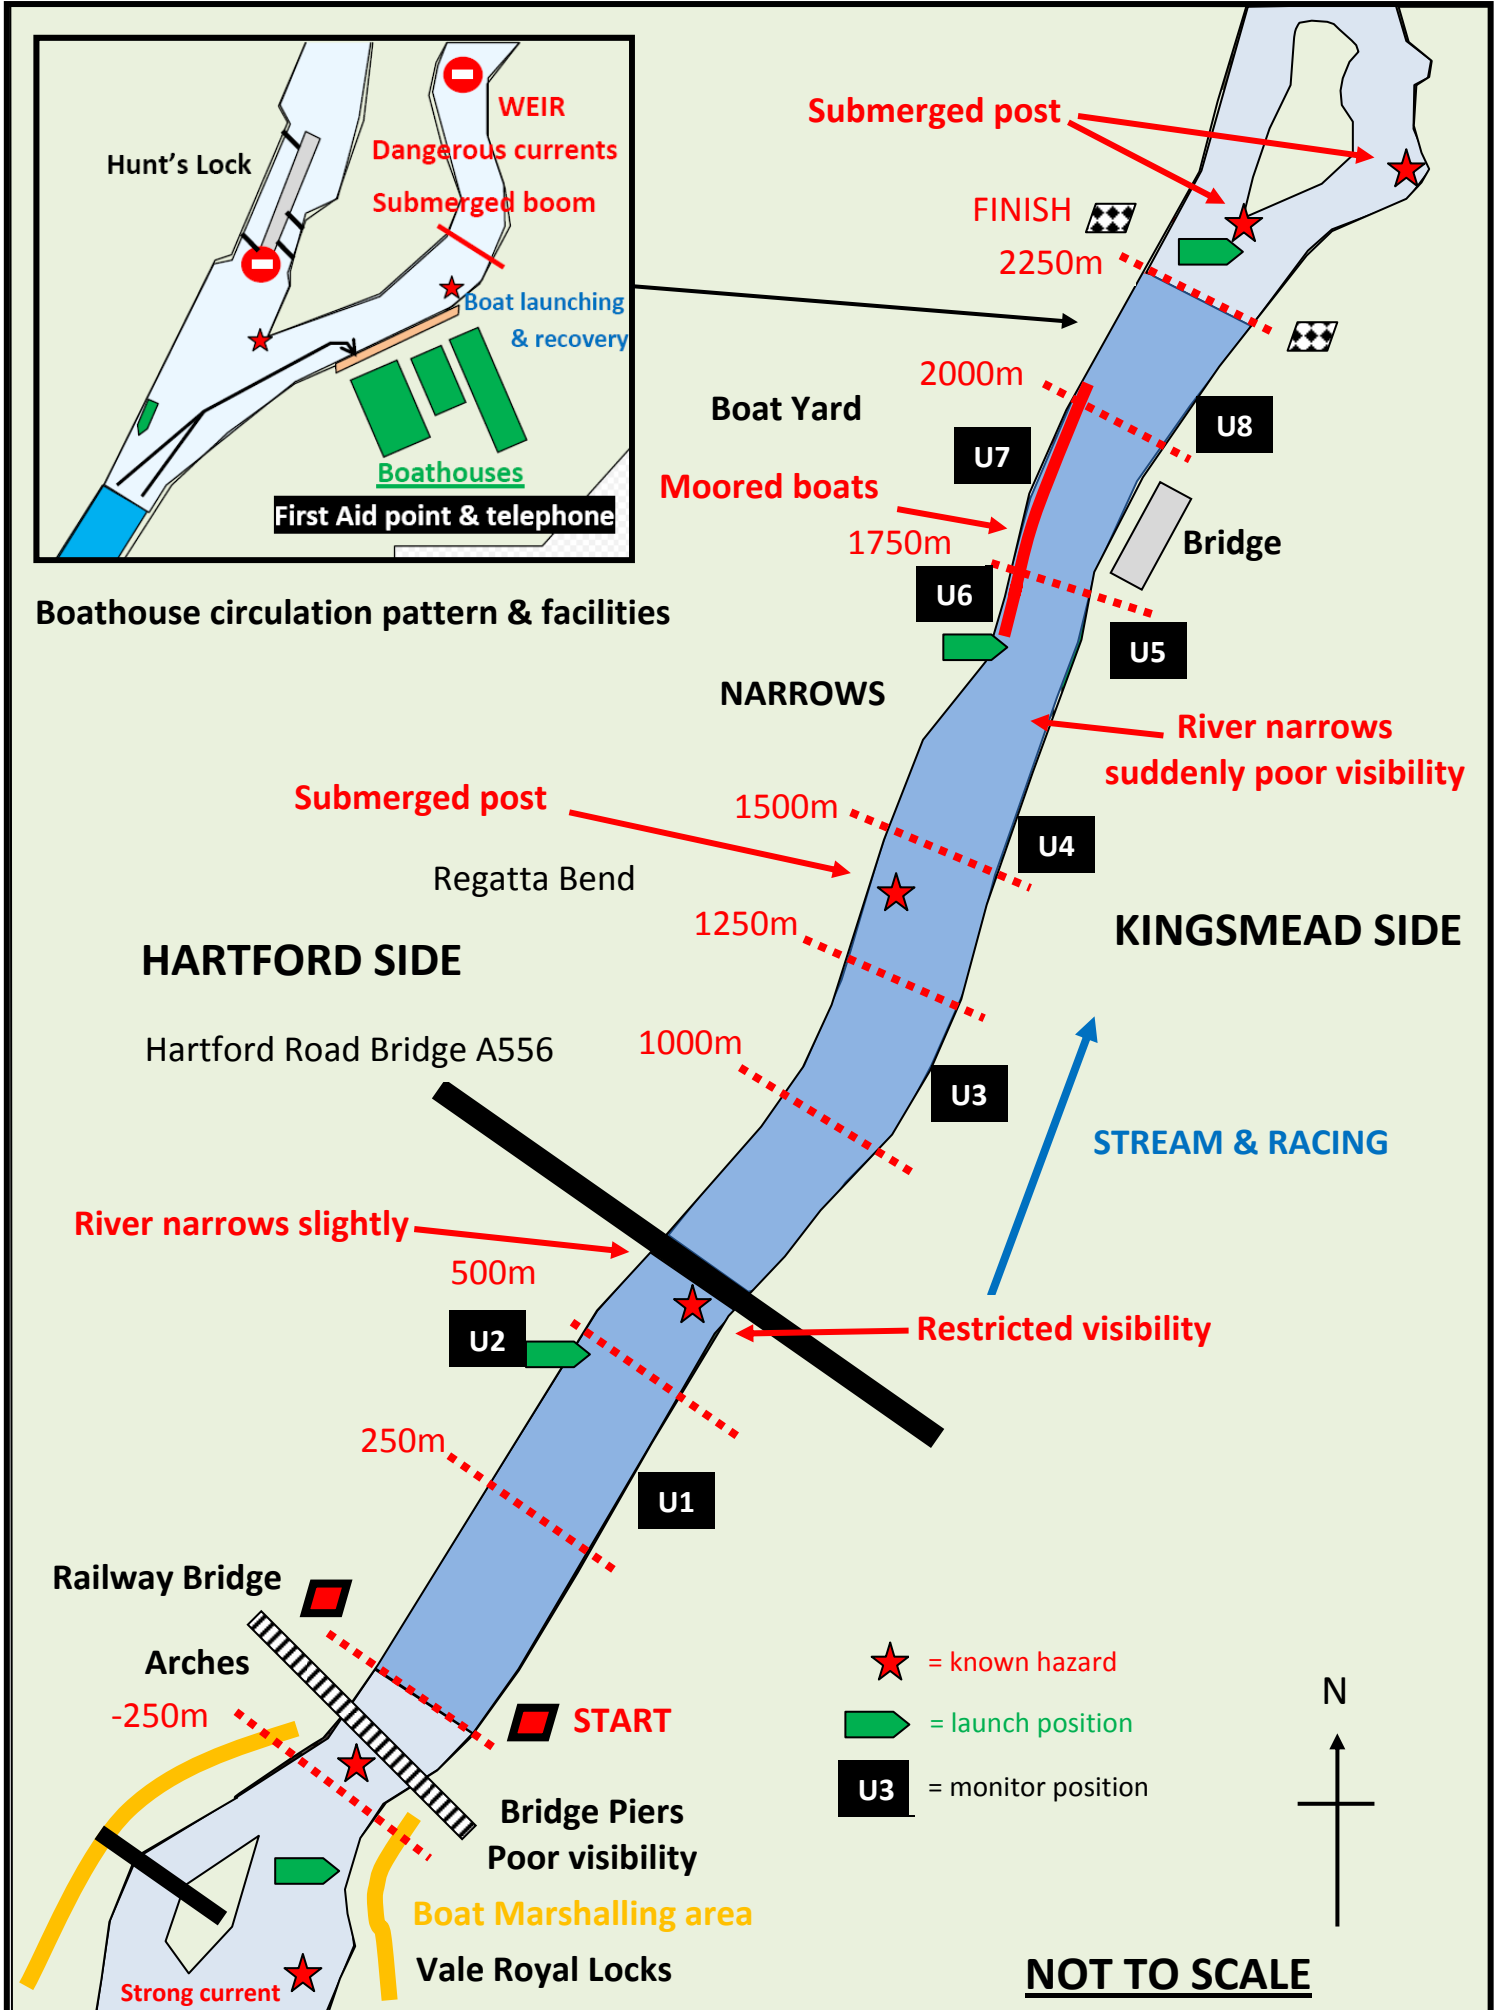 WEIR
Dangerous currents
Submerged boom
Hunt's Lock
Boat launching
& recovery
Boathouses
First Aid point & telephone
Boathouse circulation pattern & facilities
Submerged post
FINISH
2250m
2000m
Boat Yard
U8
U7
Moored boats
1750m
Bridge
U6
U5
NARROWS
River narrows
suddenly poor visibility
Submerged post
1500m
U4
Regatta Bend
1250m
KINGSMEAD SIDE
HARTFORD SIDE
Hartford Road Bridge A556
1000m
U3
STREAM & RACING
River narrows slightly
500m
U2
Restricted visibility
250m
U1
Railway Bridge
Arches
-250m
START
= known hazard
= launch position
U3 = monitor position
N
Bridge Piers
Poor visibility
Boat Marshalling area
Vale Royal Locks
Strong current
NOT TO SCALE